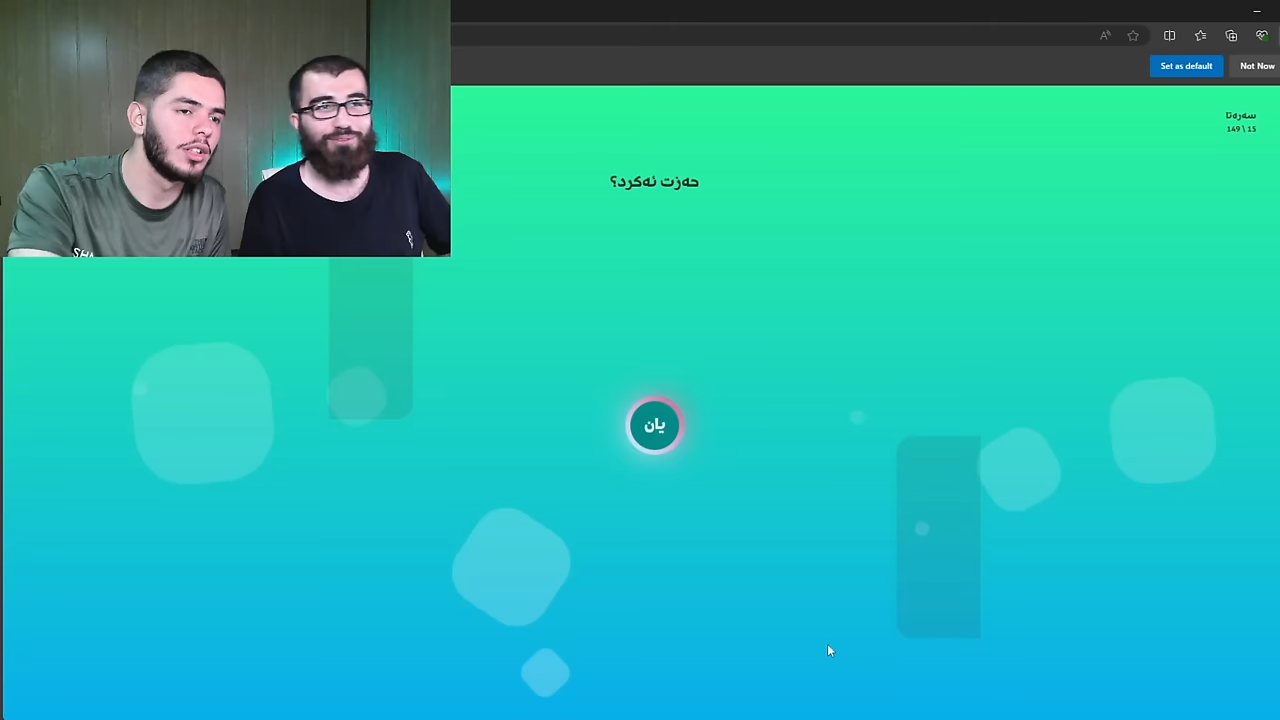 Set as default
Not Now
سەرەتا
149 \ 15
حەزت ئەکرد؟
یان